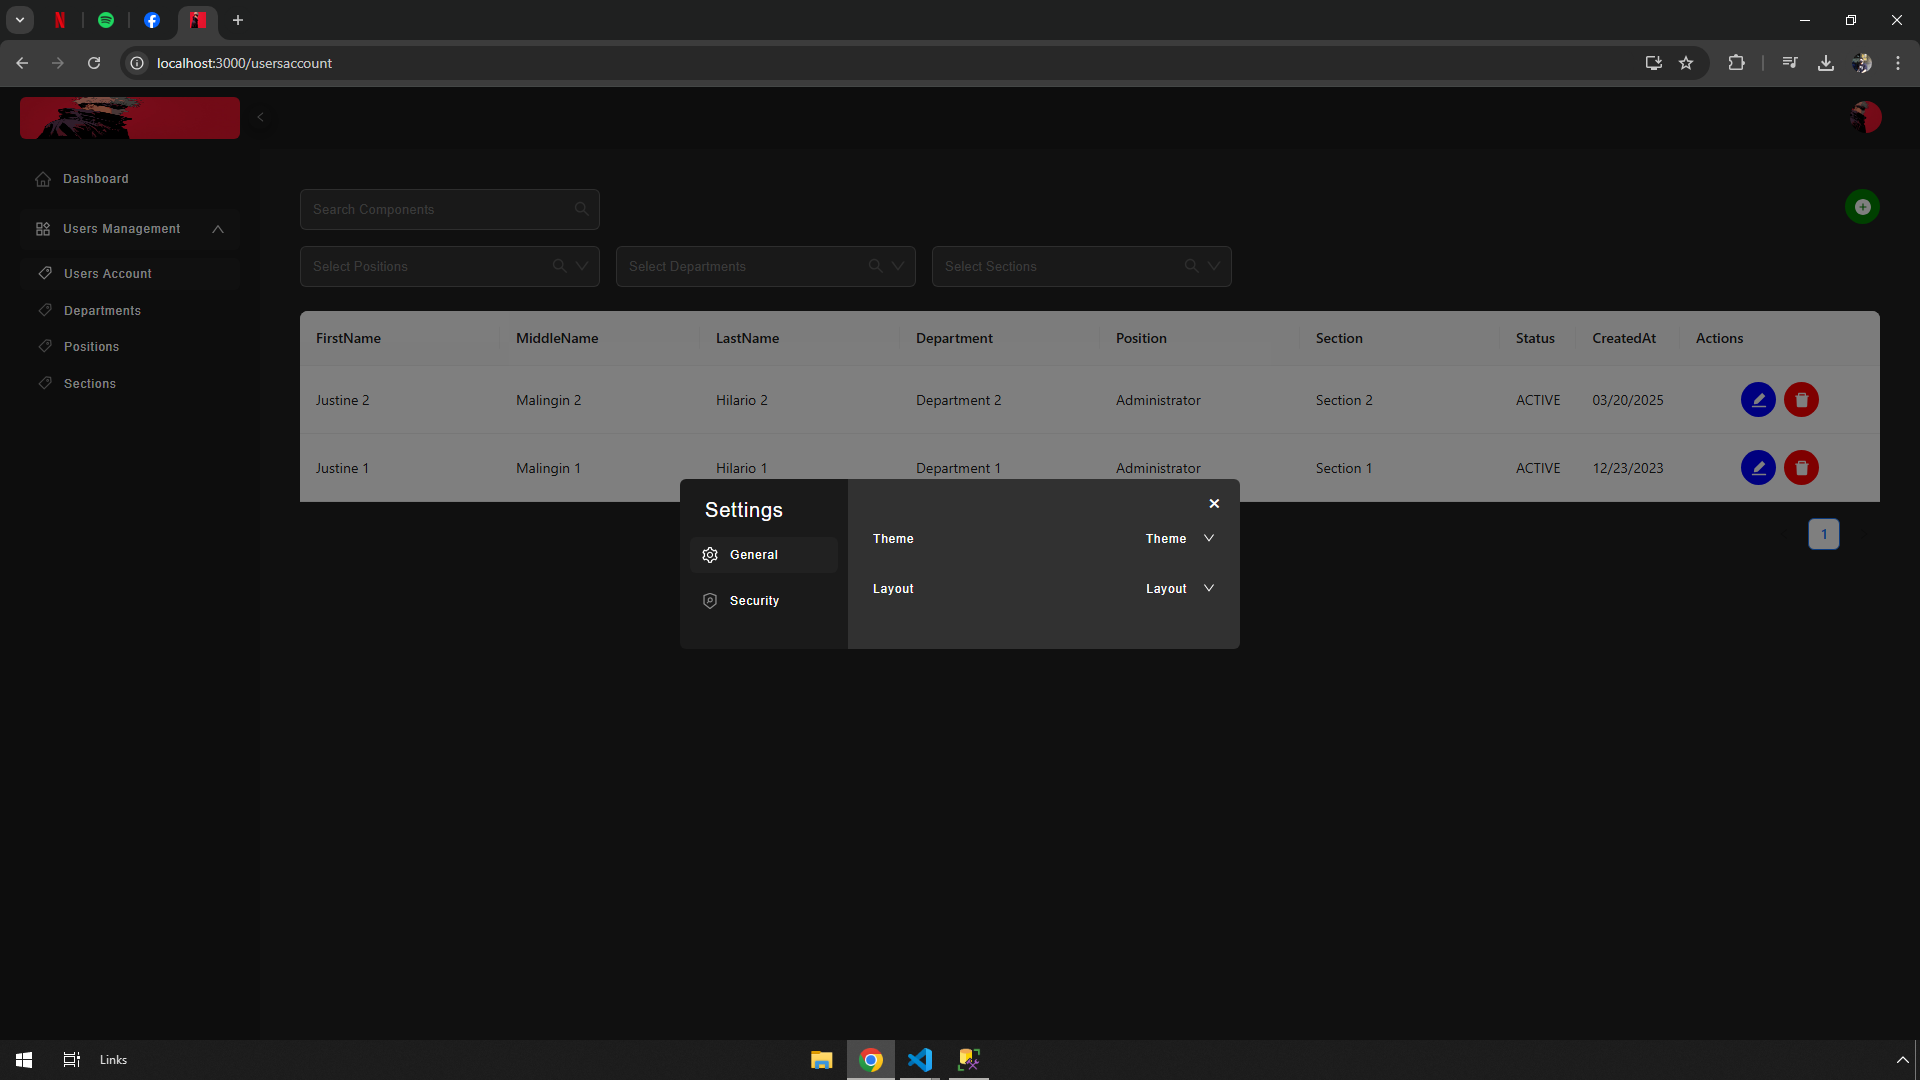 localhost:3000/usersaccount
Dashboard
Users Management
Users Account
Departments
Positions
Sections
Search Components
Select Positions
Select Departments
Select Sections
FirstName MiddleName LastName Department Position Section Status CreatedAt Actions
Justine 2 Malingin 2 Hilario 2 Department 2 Administrator Section 2 ACTIVE 03/20/2025
Justine 1 Malingin 1 Hilario 1 Department 1 Administrator Section 1 ACTIVE 12/23/2023
1
Settings
General
Security
Theme Theme
Layout Layout
Links